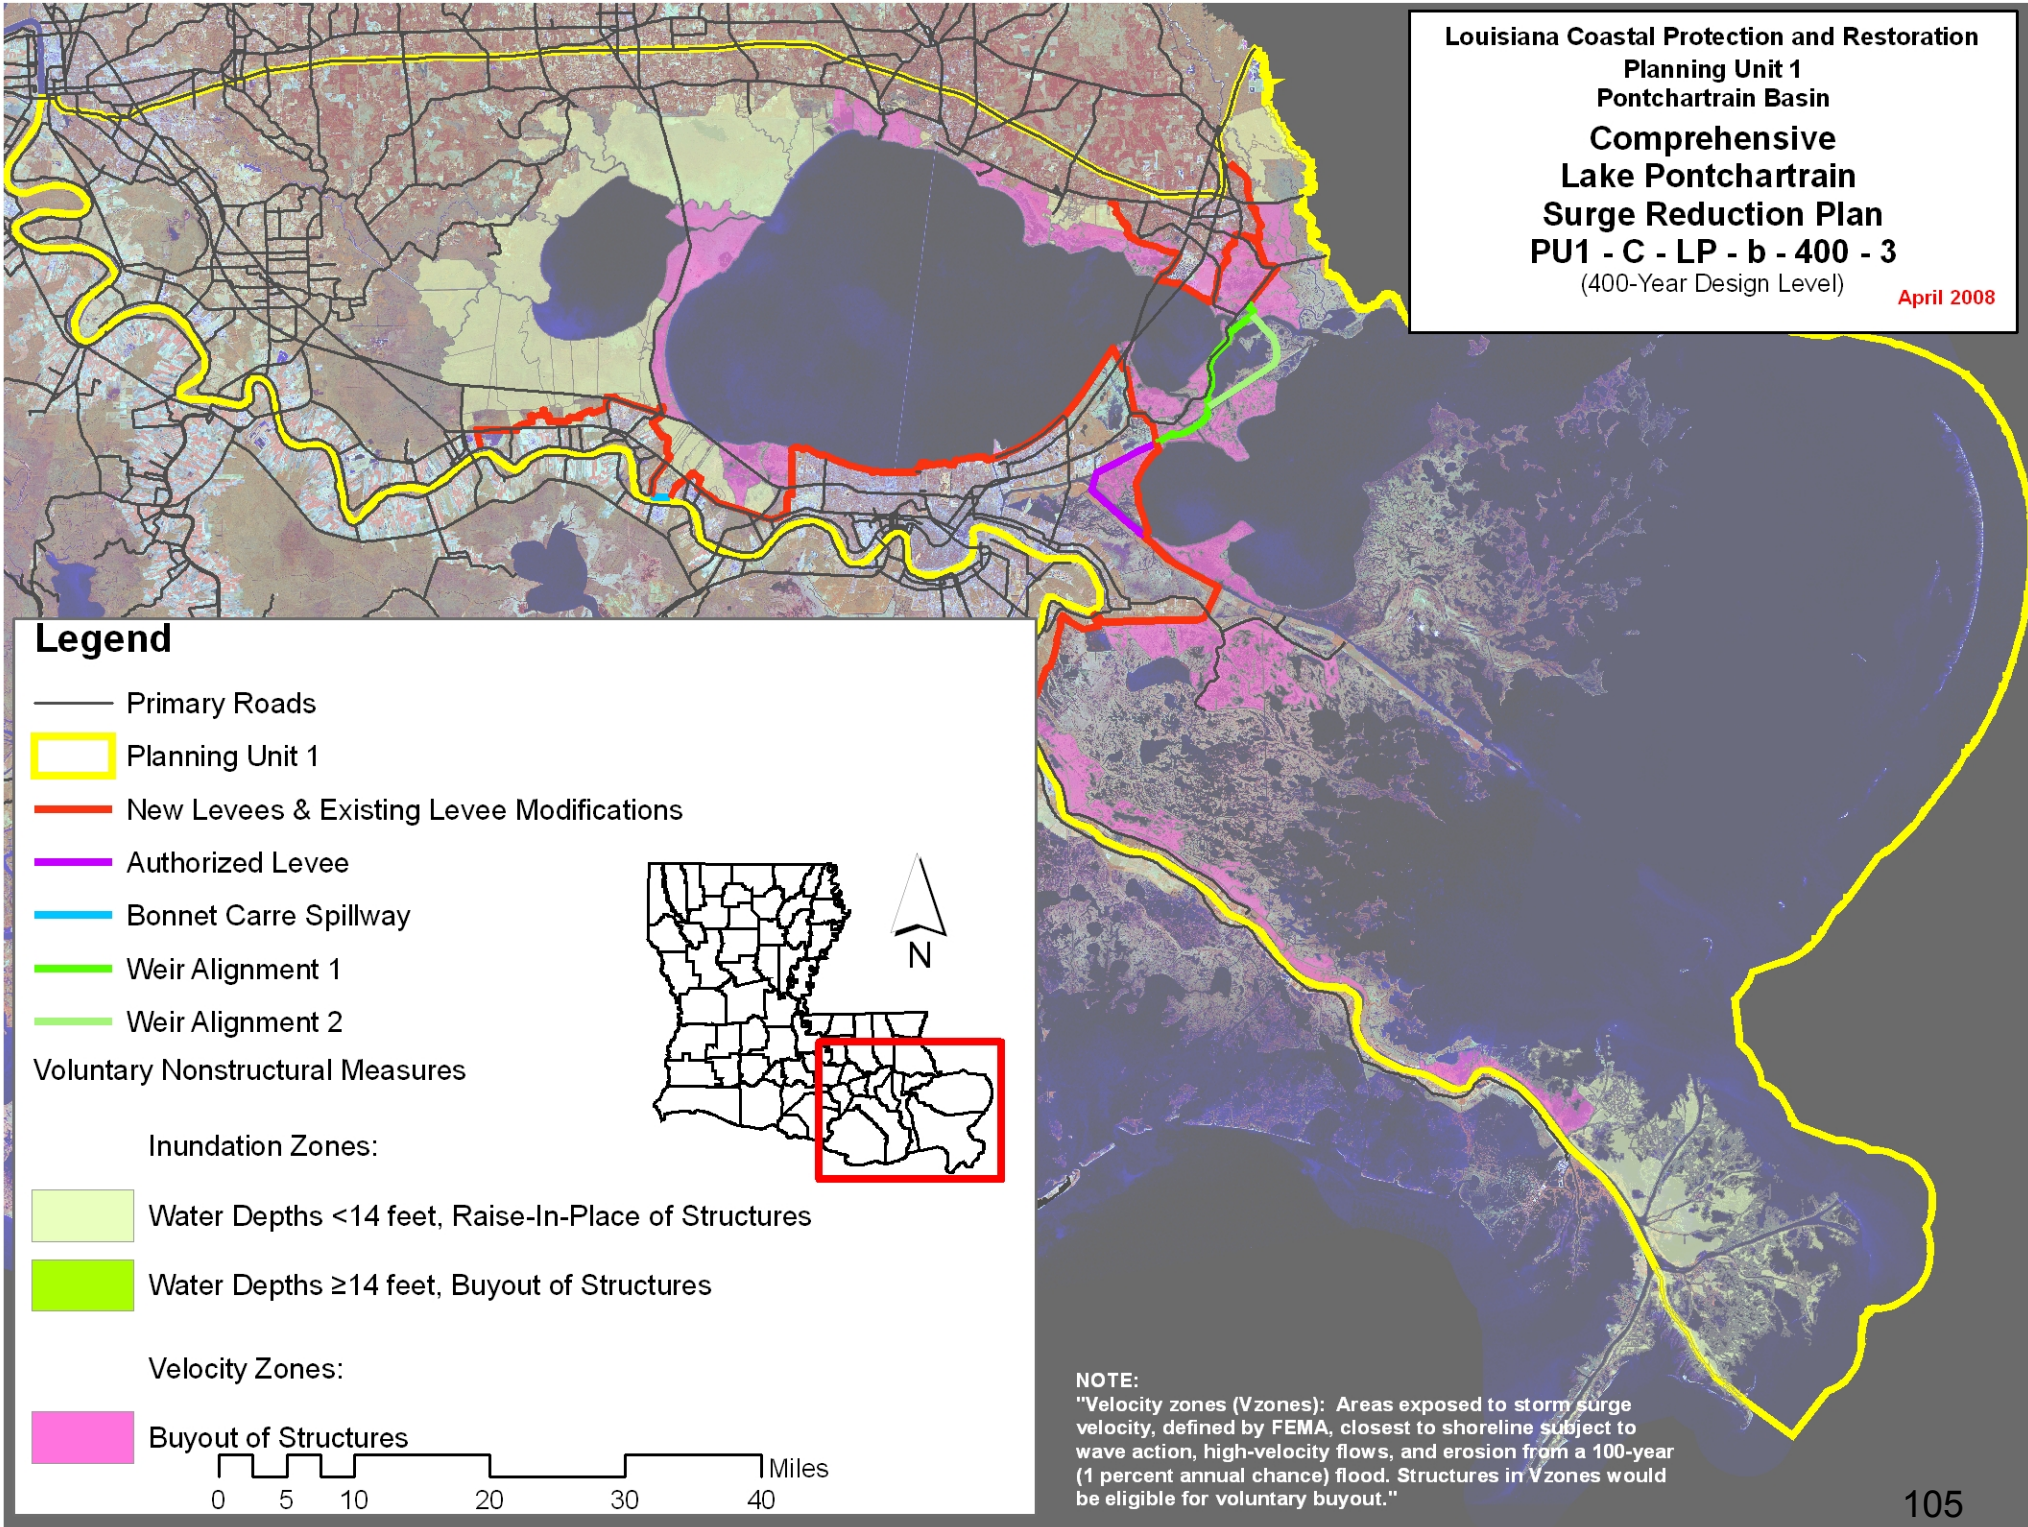 Louisiana Coastal Protection and Restoration
Planning Unit 1
Pontchartrain Basin
Comprehensive
Lake Pontchartrain
Surge Reduction Plan
PU1 - C - LP - b - 400 - 3
(400-Year Design Level)
April 2008
Legend
Primary Roads
Planning Unit 1
New Levees & Existing Levee Modifications
Authorized Levee
Bonnet Carre Spillway
Weir Alignment 1
Weir Alignment 2
Voluntary Nonstructural Measures
Inundation Zones:
Water Depths <14 feet, Raise-In-Place of Structures
Water Depths ≥14 feet, Buyout of Structures
Velocity Zones:
Buyout of Structures
N
Miles
0 5 10 20 30 40
NOTE:
"Velocity zones (Vzones): Areas exposed to storm surge
velocity, defined by FEMA, closest to shoreline subject to
wave action, high-velocity flows, and erosion from a 100-year
(1 percent annual chance) flood. Structures in Vzones would
be eligible for voluntary buyout."
105